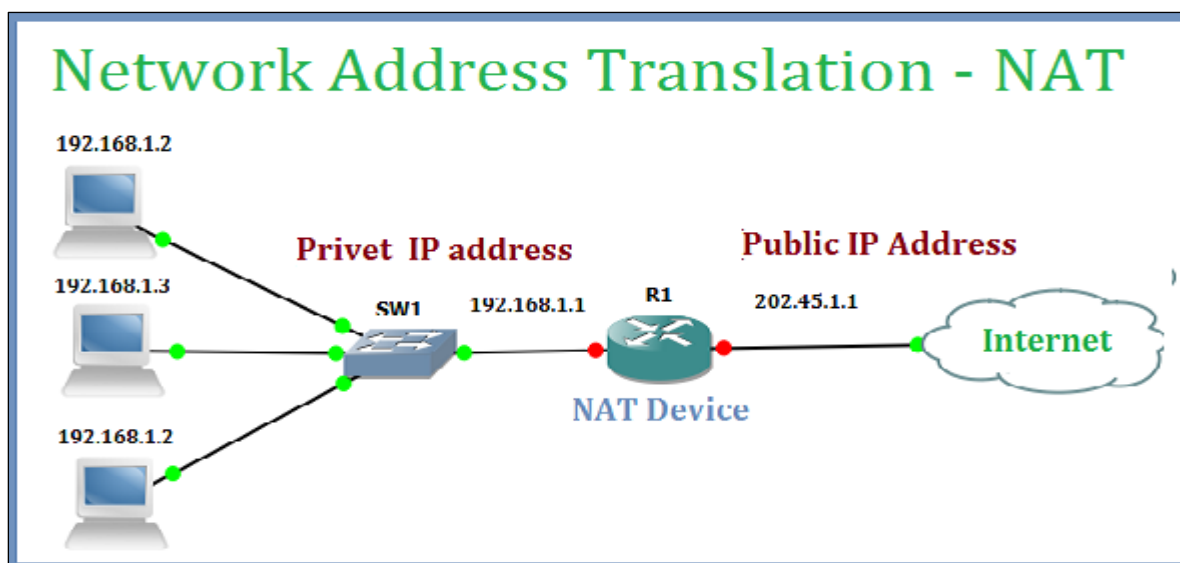 Network Address Translation - NAT
192.168.1.2
Privet IP address
Public IP Address
192.168.1.3
SW1
192.168.1.1
R1
202.45.1.1
Internet
NAT Device
192.168.1.2